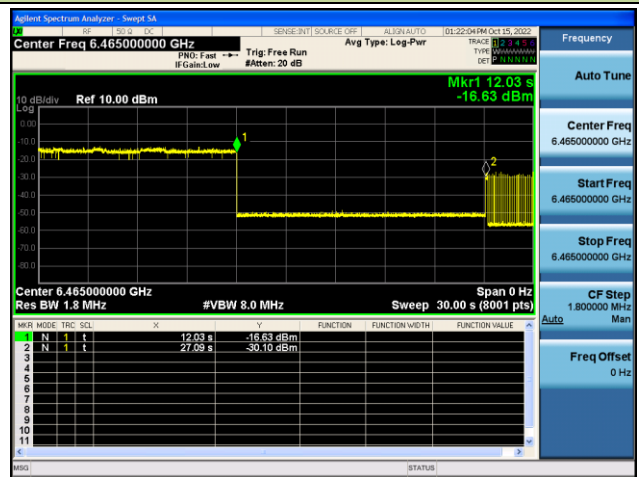 Agilent Spectrum Analyzer - Swept SA
RF 50 Ω DC SENSE:INT SOURCE OFF ALIGN AUTO 01:22:04 PM Oct 15, 2022
Center Freq 6.465000000 GHz Avg Type: Log-Pwr TRACE 1 2 3 4 5 6
PNO: Fast Trig: Free Run TYPE
IFGain:Low #Atten: 20 dB DET P N N N N N
Frequency
Mkr1 12.03 s
-16.63 dBm
10 dB/div Ref 10.00 dBm
Log
0.00
-10.0
-20.0
-30.0
-40.0
-50.0
-60.0
-70.0
-80.0
1
2
Center 6.465000000 GHz Span 0 Hz
Res BW 1.8 MHz #VBW 8.0 MHz Sweep 30.00 s (8001 pts)
MKR MODE TRC SCL X Y FUNCTION FUNCTION WIDTH FUNCTION VALUE
1 N 1 t 12.03 s -16.63 dBm
2 N 1 t 27.09 s -30.10 dBm
3
4
5
6
7
8
9
10
11
MSG STATUS
Auto Tune
Center Freq
6.465000000 GHz
Start Freq
6.465000000 GHz
Stop Freq
6.465000000 GHz
CF Step
1.800000 MHz
Auto Man
Freq Offset
0 Hz